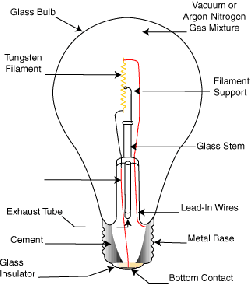 Glass Bulb
Vacuum or
Argon Nitrogen
Gas Mixture
Tungsten
Filament
Filament
Support
Glass Stem
Lead-In Wires
Exhaust Tube
Cement
Metal Base
Glass
Insulator
Bottom Contact